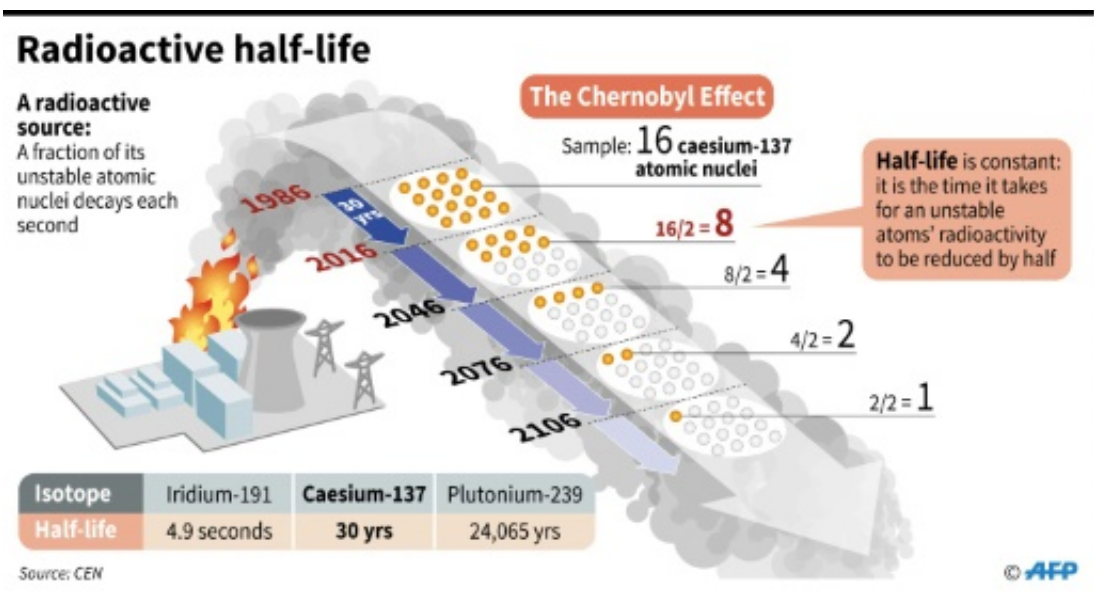 Radioactive half-life
A radioactive
source:
A fraction of its
unstable atomic
nuclei decays each
second
The Chernobyl Effect
Sample: 16 caesium-137
atomic nuclei
1986
30
yrs
2016
2046
2076
2106
16/2 = 8
8/2 = 4
4/2 = 2
2/2 = 1
Half-life is constant:
it is the time it takes
for an unstable
atoms' radioactivity
to be reduced by half
Isotope Iridium-191 Caesium-137 Plutonium-239
Half-life 4.9 seconds 30 yrs 24,065 yrs
Source: CEN
© AFP